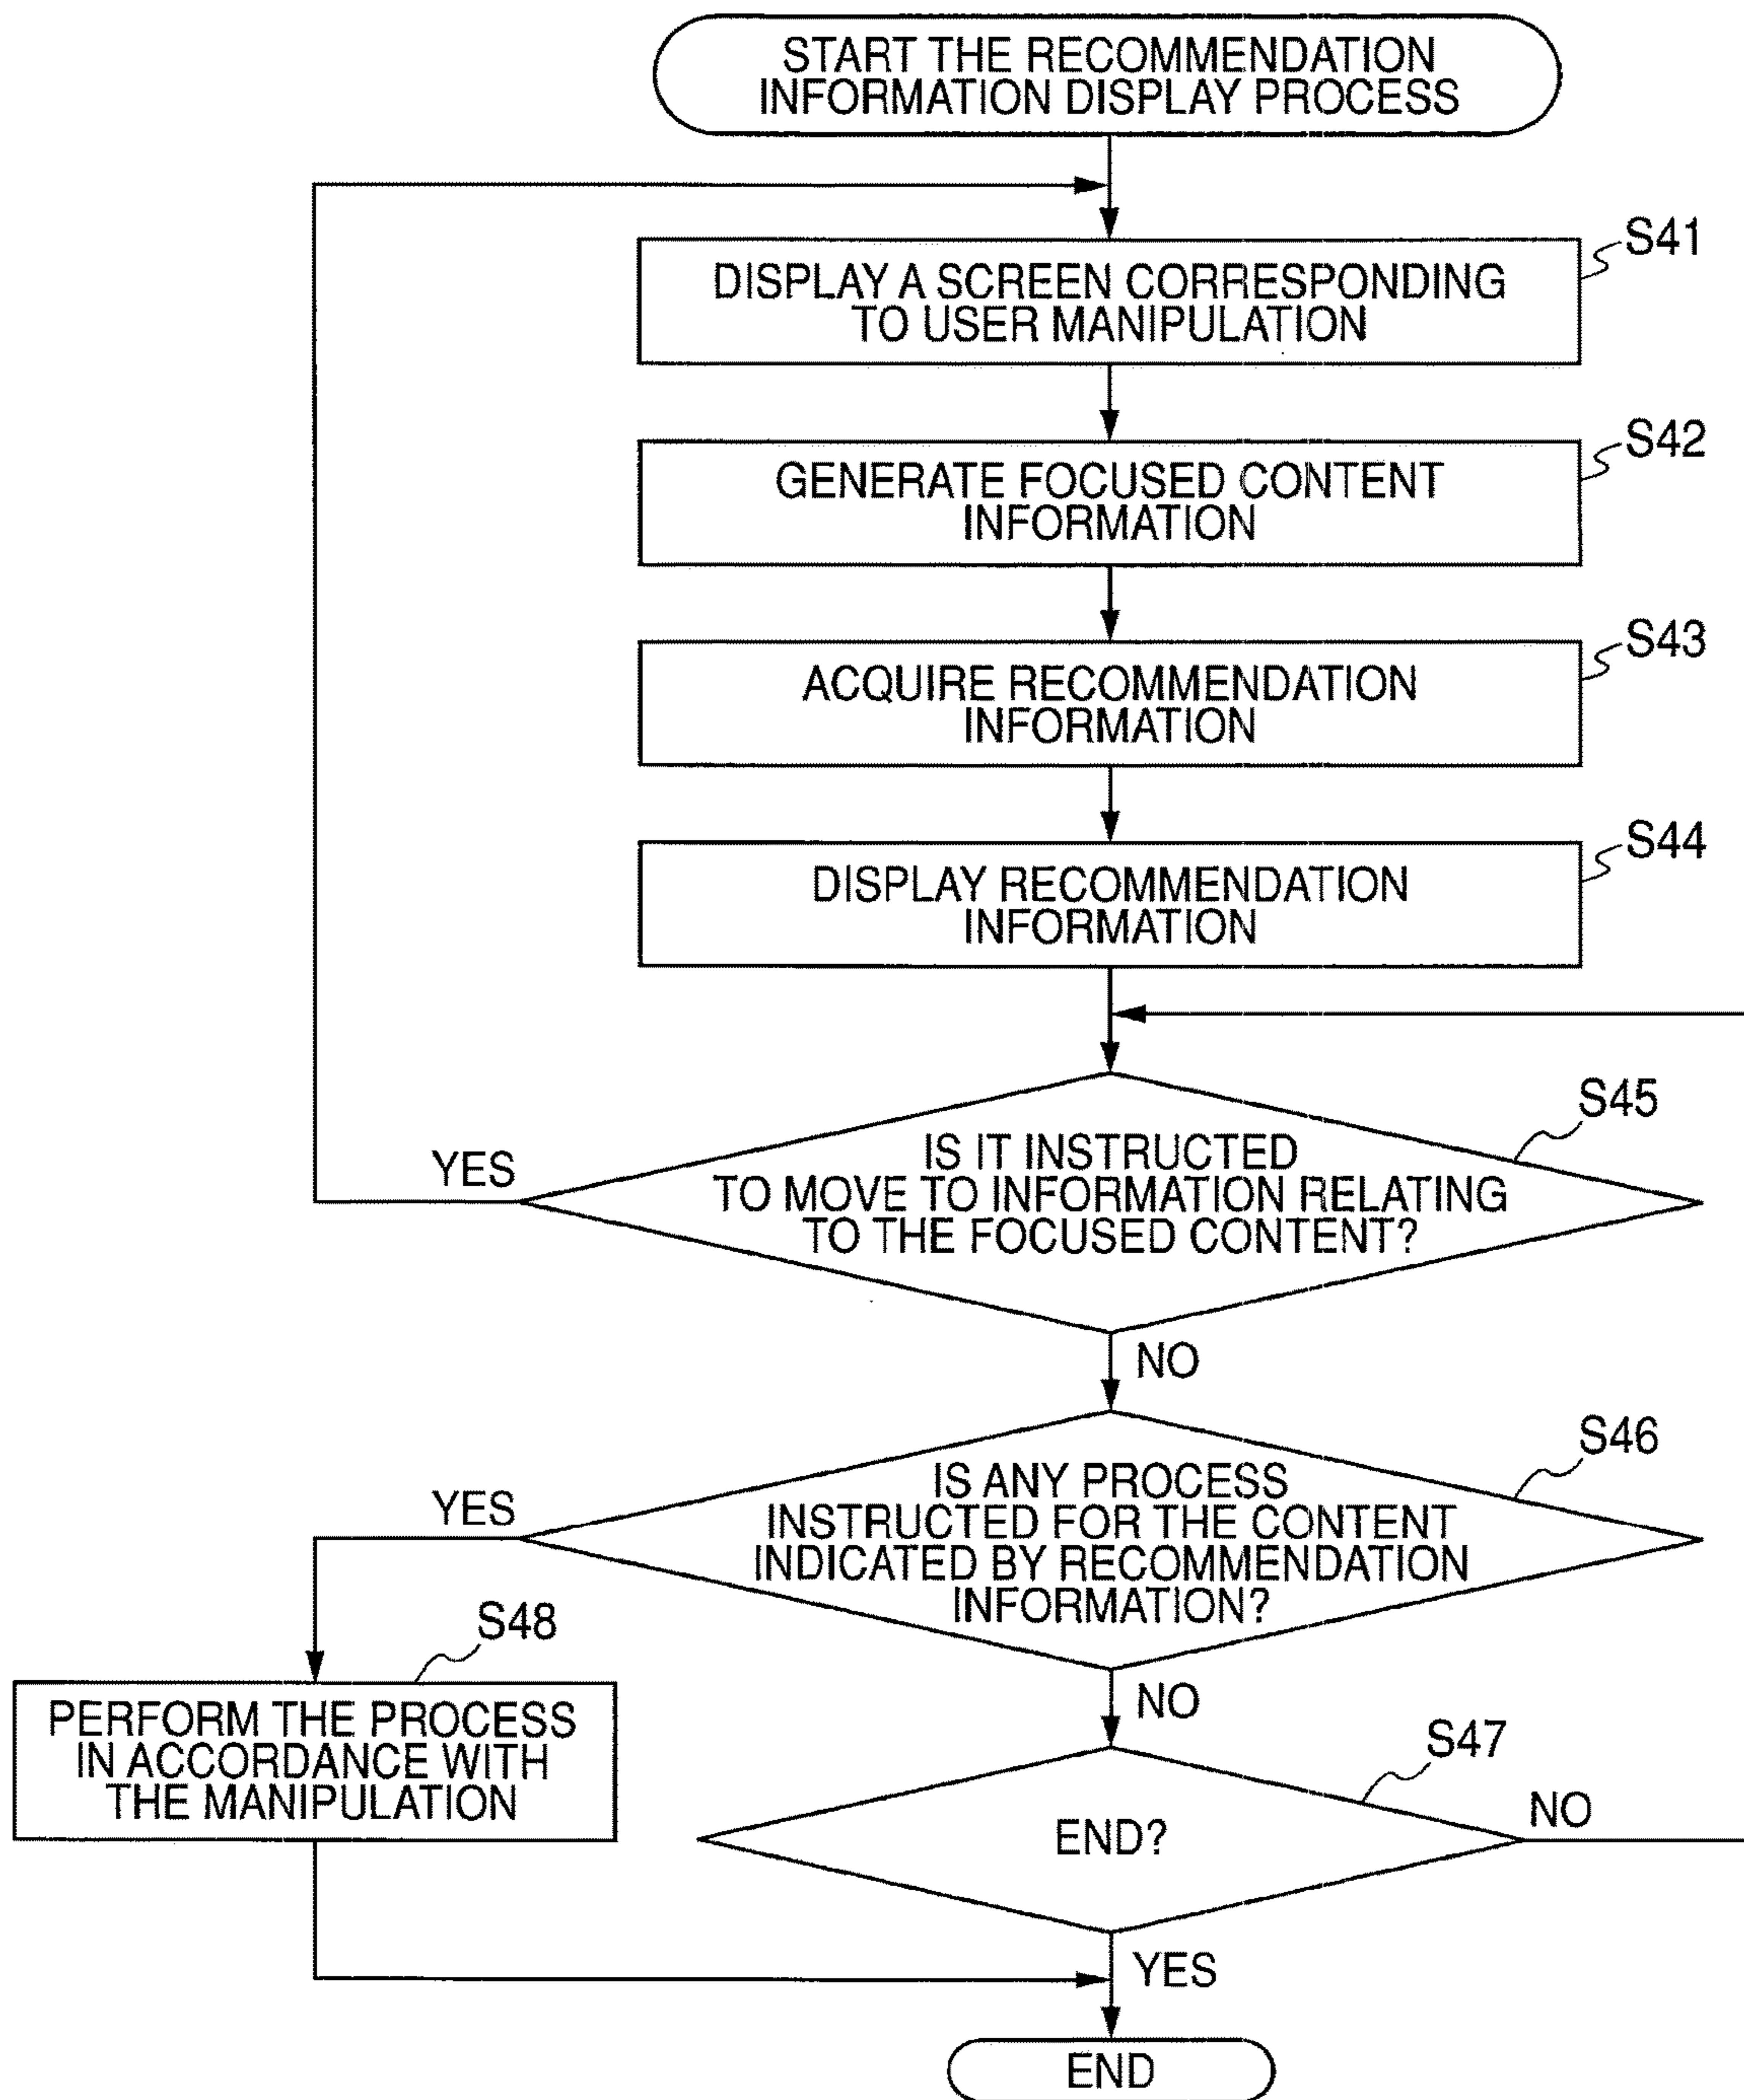 START THE RECOMMENDATION
INFORMATION DISPLAY PROCESS
S41
DISPLAY A SCREEN CORRESPONDING
TO USER MANIPULATION
S42
GENERATE FOCUSED CONTENT
INFORMATION
S43
ACQUIRE RECOMMENDATION
INFORMATION
S44
DISPLAY RECOMMENDATION
INFORMATION
S45
YES
IS IT INSTRUCTED
TO MOVE TO INFORMATION RELATING
TO THE FOCUSED CONTENT?
NO
S46
YES
IS ANY PROCESS
INSTRUCTED FOR THE CONTENT
INDICATED BY RECOMMENDATION
INFORMATION?
S48
PERFORM THE PROCESS
IN ACCORDANCE WITH
THE MANIPULATION
NO
S47
END?
NO
YES
END